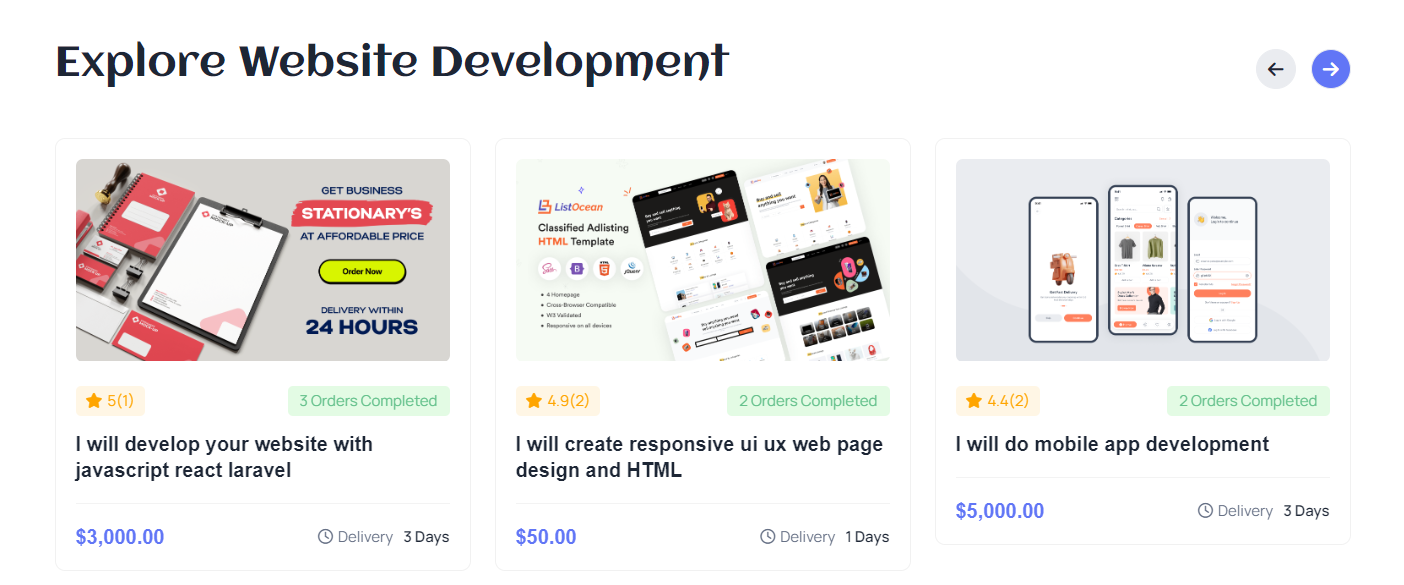 Explore Website Development
GET BUSINESS
STATIONARY'S
AT AFFORDABLE PRICE
Order Now
DELIVERY WITHIN
24 HOURS
5(1)
3 Orders Completed
I will develop your website with
javascript react laravel
$3,000.00
Delivery 3 Days
ListOcean
Classified Adlisting
HTML Template
4 Homepage
Cross-Browser Compatible
W3 Validated
Responsive on all devices
4.9(2)
2 Orders Completed
I will create responsive ui ux web page
design and HTML
$50.00
Delivery 1 Days
Categories
4.4(2)
2 Orders Completed
I will do mobile app development
$5,000.00
Delivery 3 Days